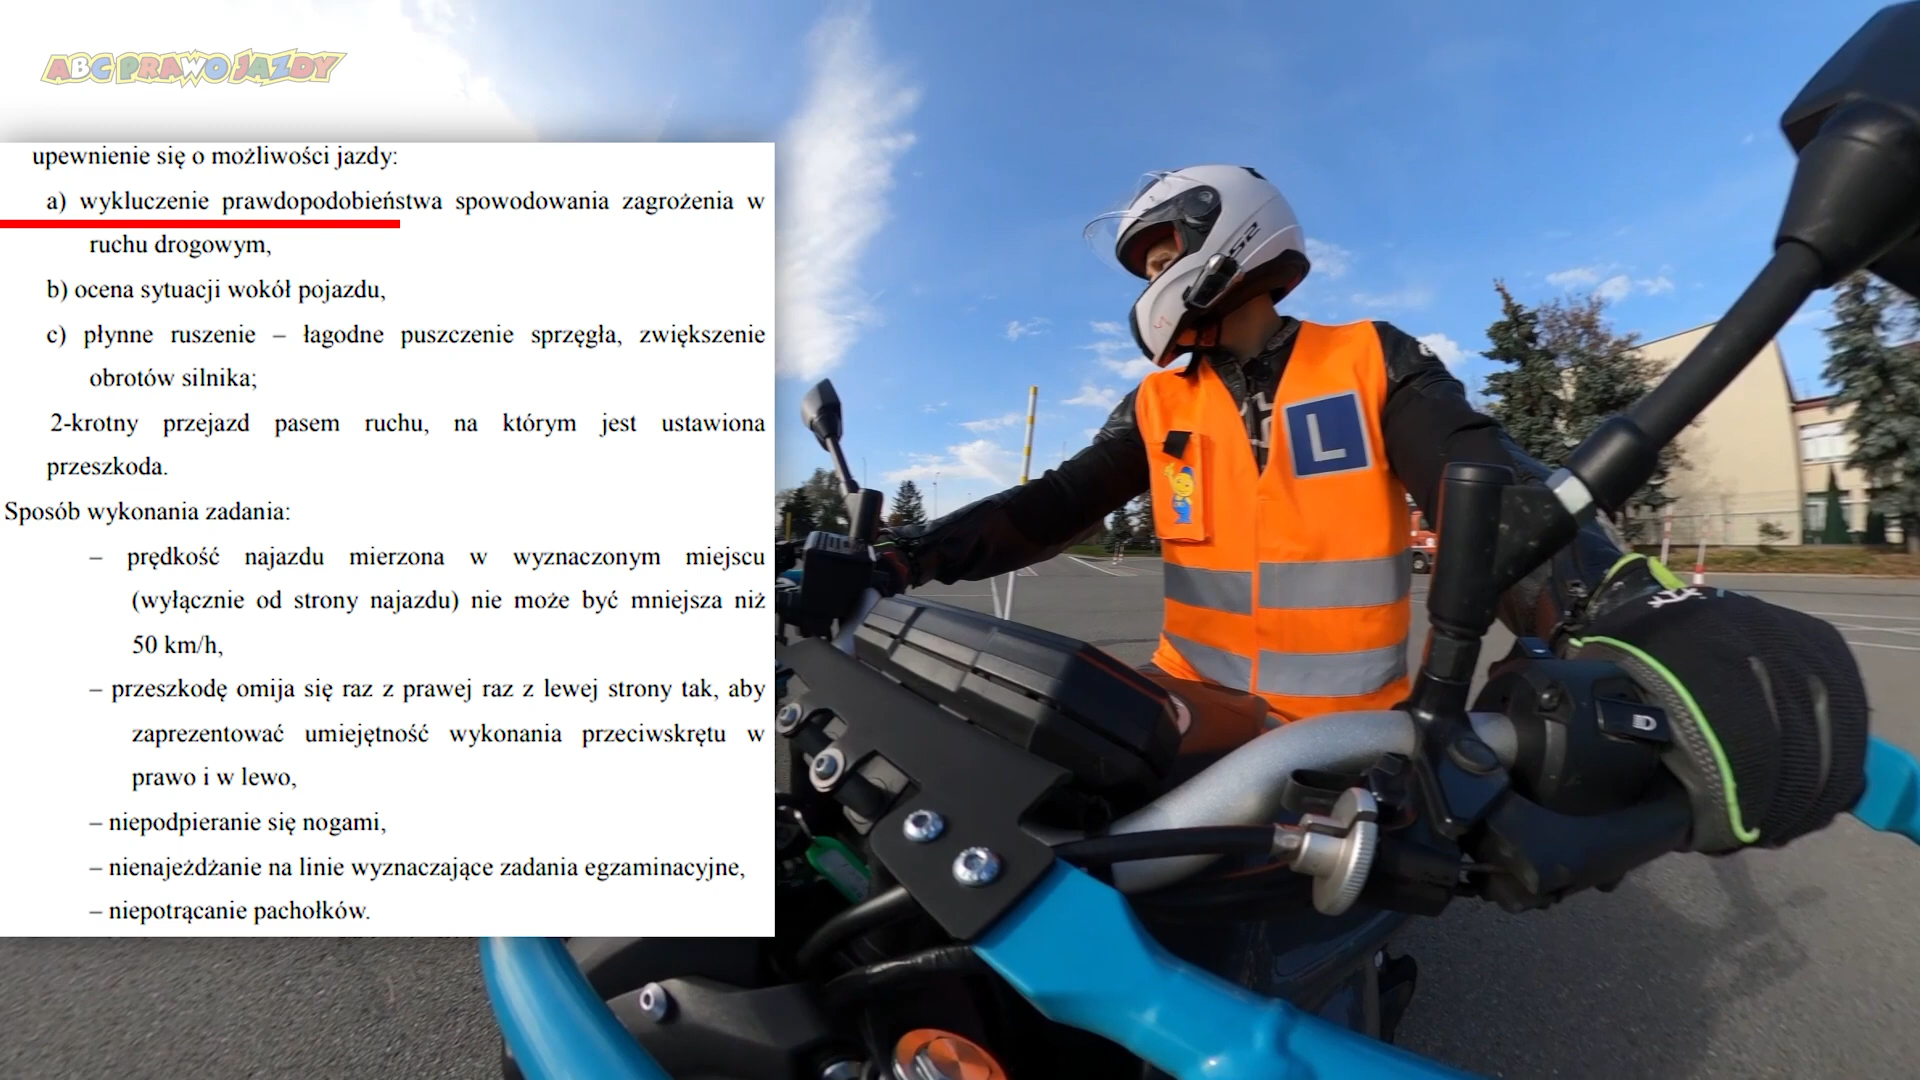 ABC PRAWO JAZDY
upewnienie się o możliwości jazdy:
a) wykluczenie prawdopodobieństwa spowodowania zagrożenia w
ruchu drogowym,
b) ocena sytuacji wokół pojazdu,
c) płynne ruszenie – łagodne puszczenie sprzęgła, zwiększenie
obrotów silnika;
2-krotny przejazd pasem ruchu, na którym jest ustawiona
przeszkoda.
Sposób wykonania zadania:
– prędkość najazdu mierzona w wyznaczonym miejscu
(wyłącznie od strony najazdu) nie może być mniejsza niż
50 km/h,
– przeszkodę omija się raz z prawej raz z lewej strony tak, aby
zaprezentować umiejętność wykonania przeciwskrętu w
prawo i w lewo,
– niepodpieranie się nogami,
– nienajeżdżanie na linie wyznaczające zadania egzaminacyjne,
– niepotrącanie pachołków.
S2
L